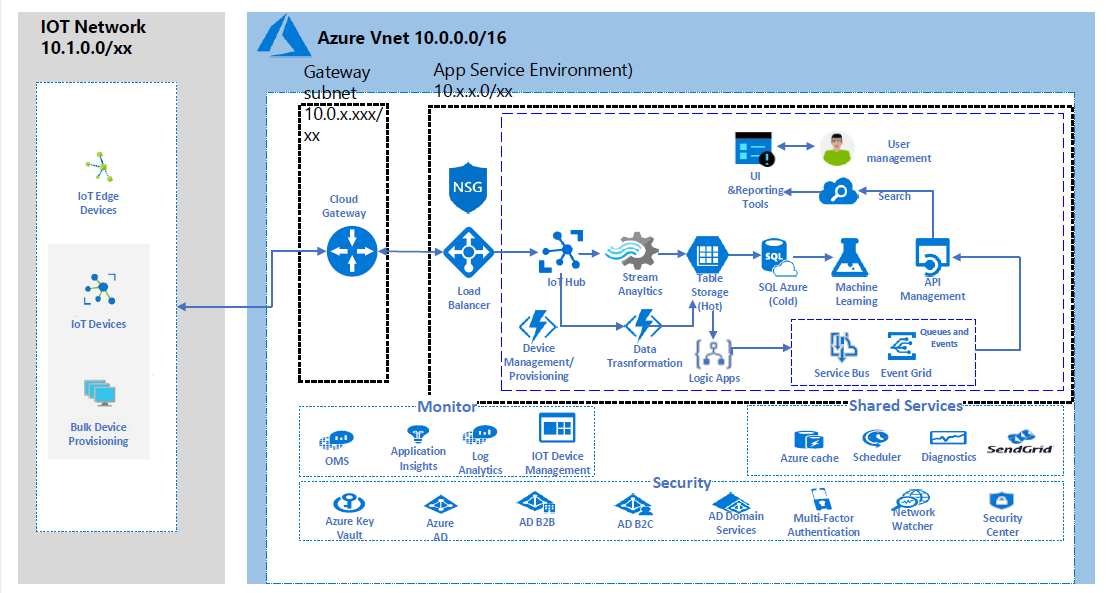 IOT Network
10.1.0.0/xx
IoT Edge
Devices
IoT Devices
Bulk Device
Provisioning
Azure Vnet 10.0.0.0/16
Gateway
subnet
10.0.x.xxx/
xx
App Service Environment)
10.x.x.0/xx
Cloud
Gateway
NSG
Load
Balancer
UI
&Reporting
Tools
User
management
Search
IoT Hub
Stream
Anayltics
Table
Storage
(Hot)
SQL
SQL Azure
(Cold)
Machine
Learning
API
Management
Device
Management/
Provisioning
Data
Trasnformation
Logic Apps
Service Bus
Event Grid
Queues and
Events
Monitor
OMS
Application
Insights
Log
Analytics
IOT Device
Management
Shared Services
Azure cache
Scheduler
Diagnostics
SendGrid
Security
Azure Key
Vault
Azure
AD
AD B2B
AD B2C
AD Domain
Services
Multi-Factor
Authentication
Network
Watcher
Security
Center